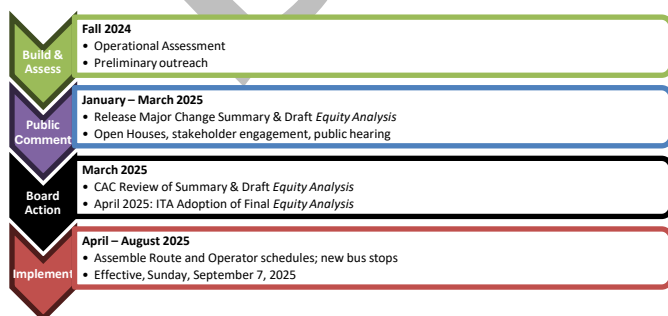 Build &
Assess
Fall 2024
• Operational Assessment
• Preliminary outreach
Public
Comment
January – March 2025
• Release Major Change Summary & Draft Equity Analysis
• Open Houses, stakeholder engagement, public hearing
Board
Action
March 2025
• CAC Review of Summary & Draft Equity Analysis
• April 2025: ITA Adoption of Final Equity Analysis
Implement
April – August 2025
• Assemble Route and Operator schedules; new bus stops
• Effective, Sunday, September 7, 2025